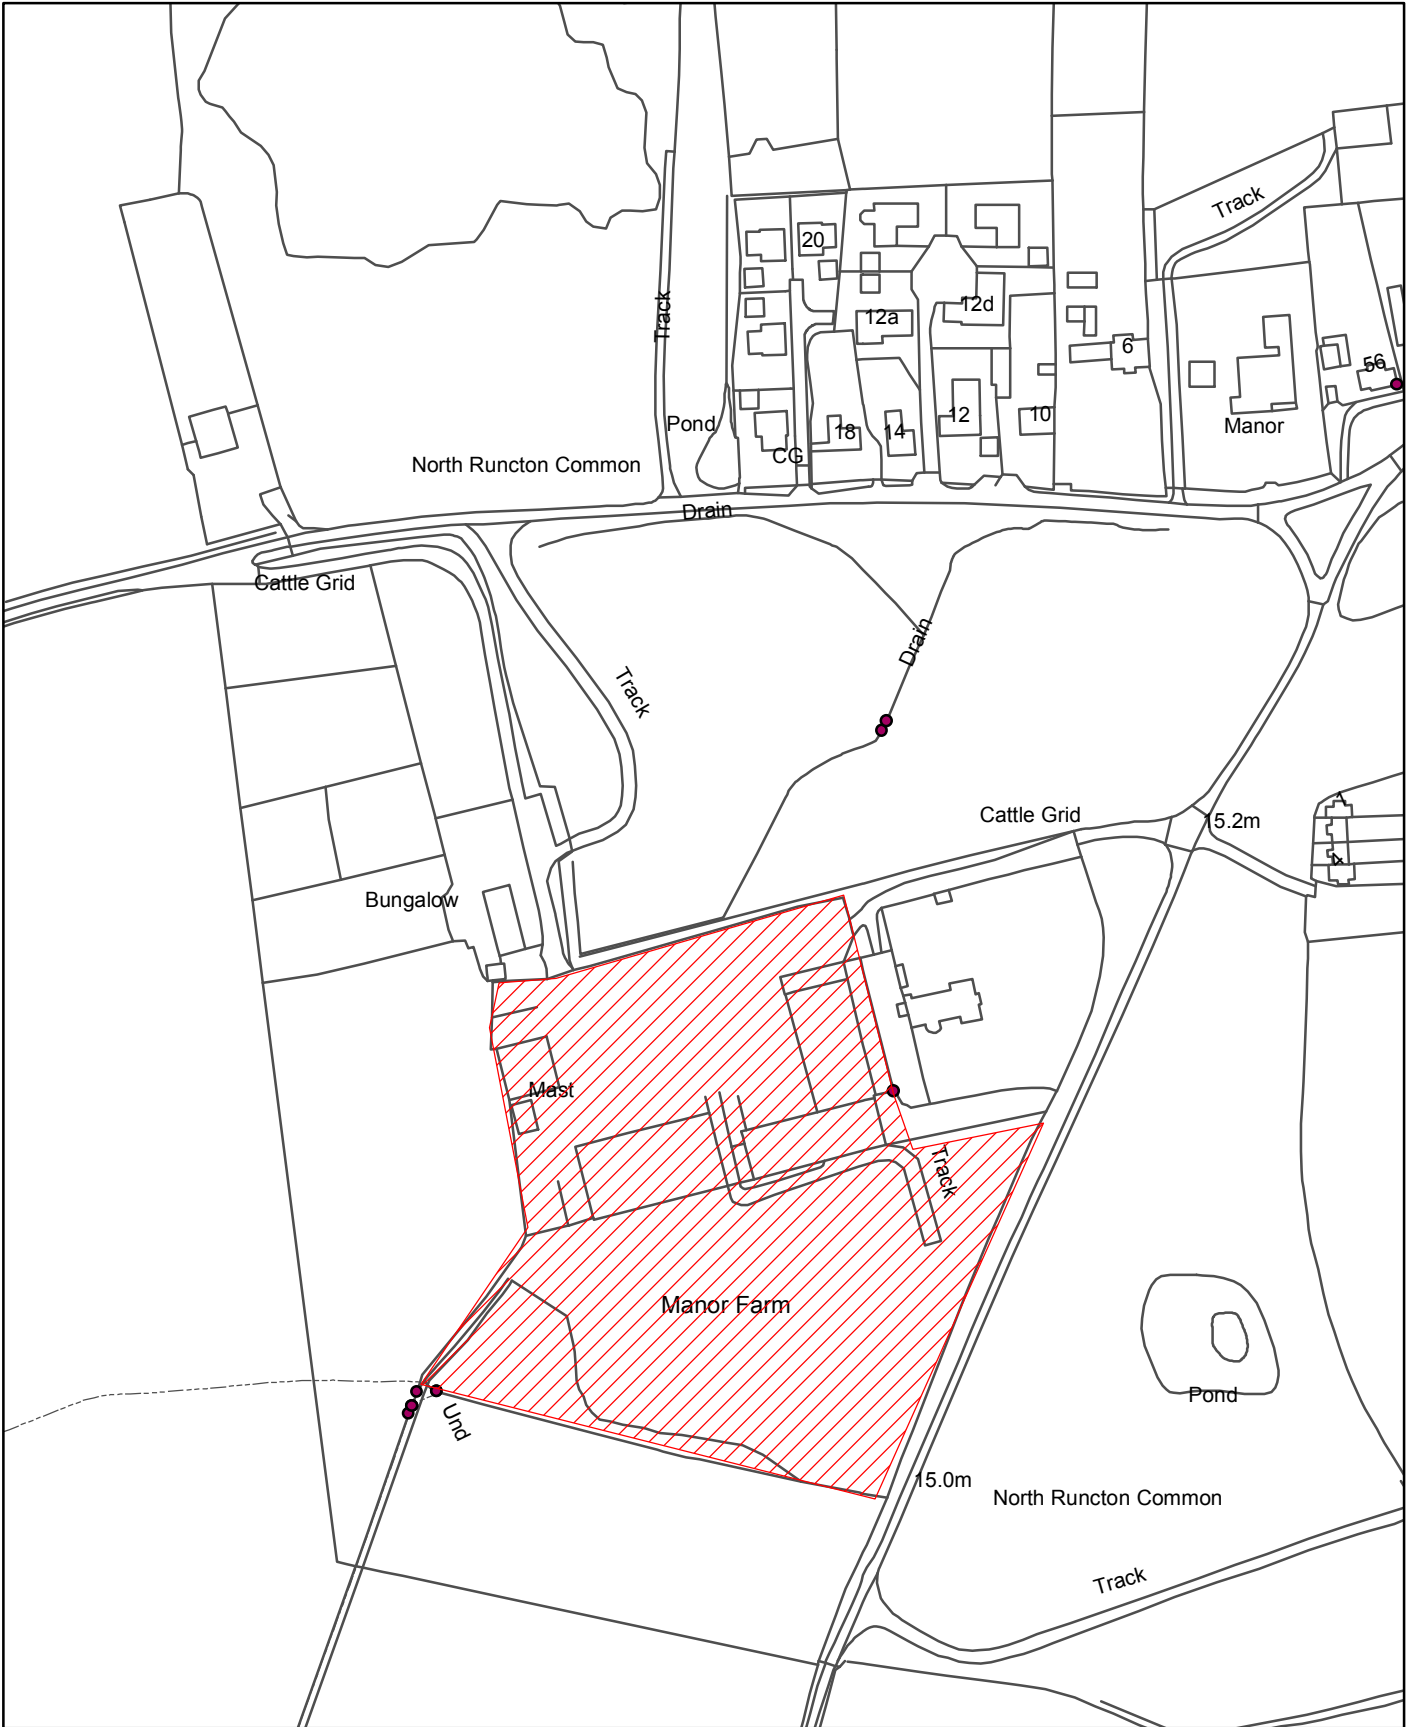 Track
20
Track
12a
12d
6
56
Pond
18
14
12
10
Manor
CG
North Runcton Common
Drain
Cattle Grid
Drain
Track
Cattle Grid
15.2m
1
4
Bungalow
Mast
Track
Manor Farm
Pond
Und
15.0m
North Runcton Common
Track